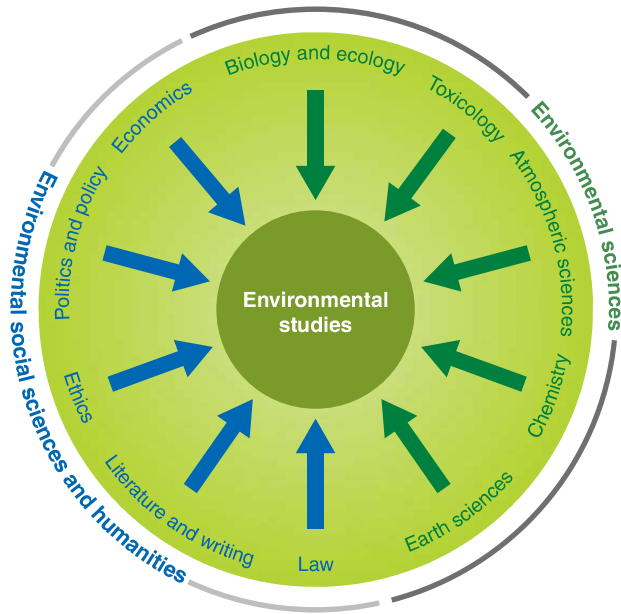 Biology and ecology
Toxicology
Atmospheric sciences
Chemistry
Earth sciences
Law
Literature and writing
Ethics
Politics and policy
Economics
Environmental sciences
Environmental social sciences and humanities
Environmental
studies